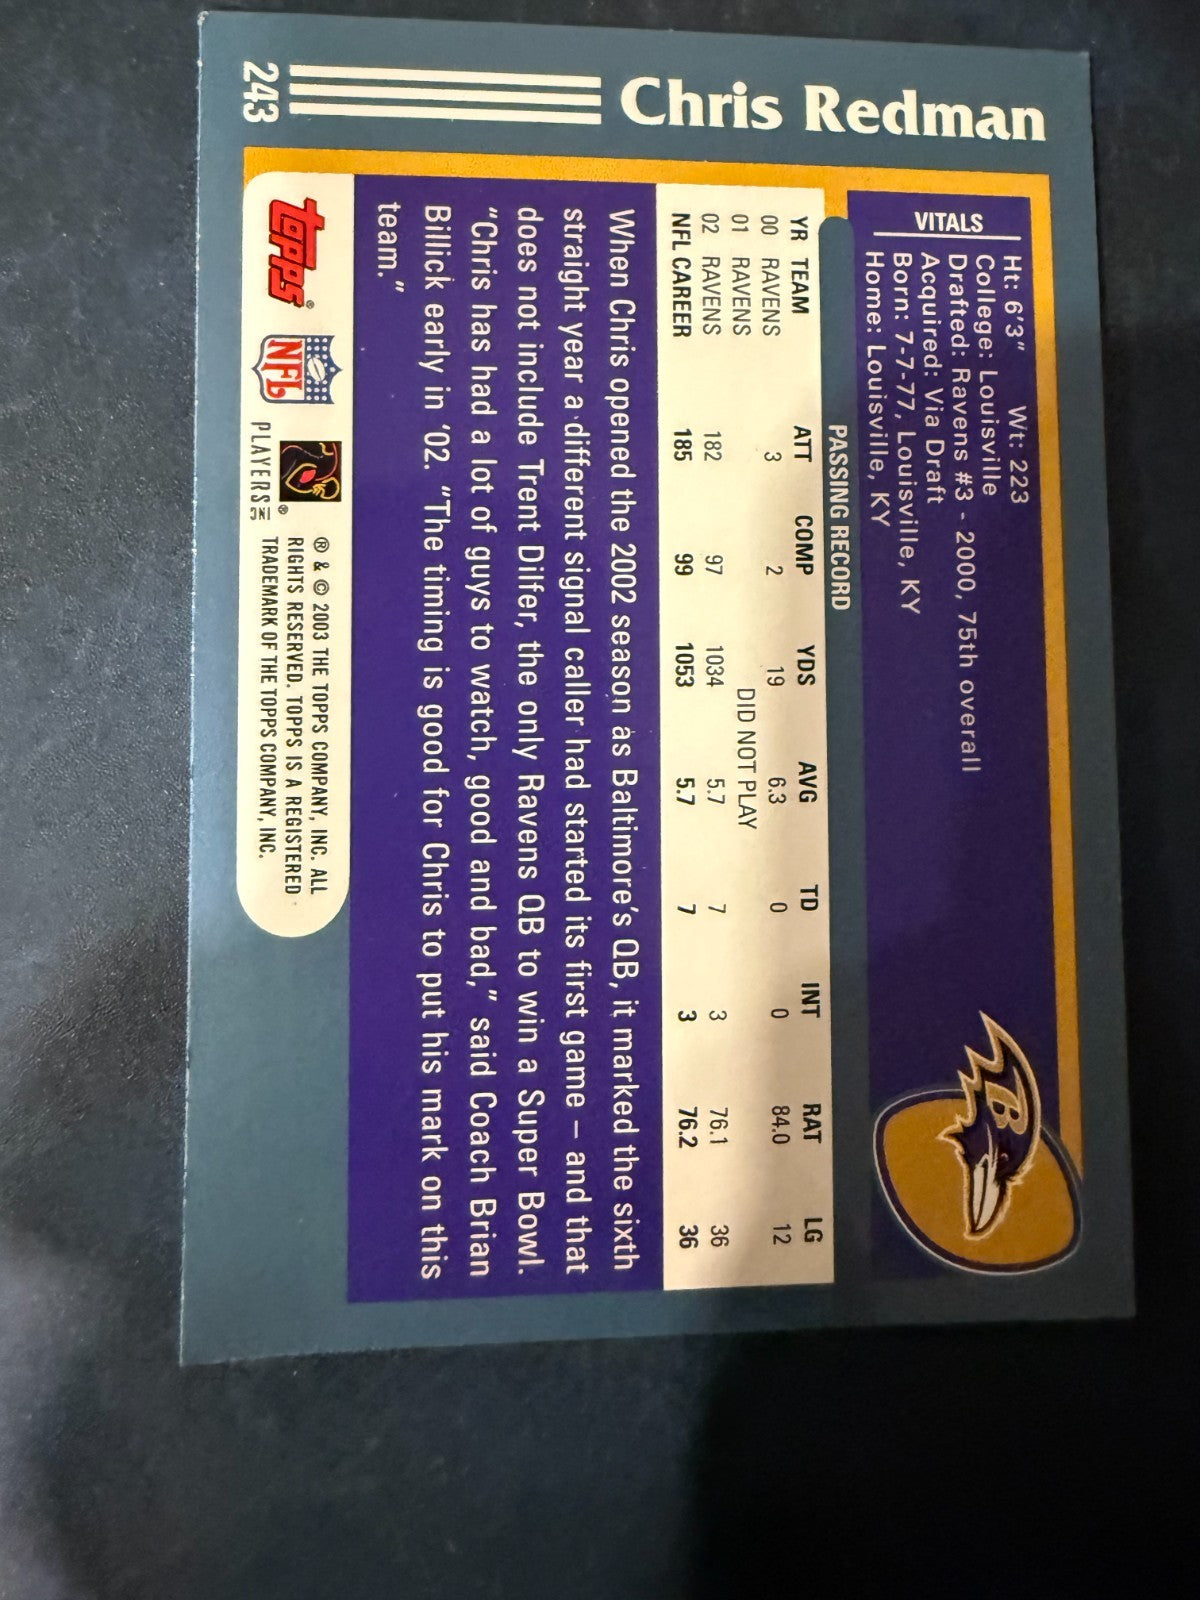 Chris Redman
243
VITALS
Ht: 6'3" Wt: 223
College: Louisville
Drafted: Ravens #3 - 2000, 75th overall
Acquired: Via Draft
Born: 7-7-77, Louisville, KY
Home: Louisville, KY
B
PASSING RECORD
YR TEAM ATT COMP YDS AVG TD INT RAT LG
00 RAVENS 3 2 19 6.3 0 0 84.0 12
01 RAVENS DID NOT PLAY
02 RAVENS 182 97 1034 5.7 7 3 76.1 36
NFL CAREER 185 99 1053 5.7 7 3 76.2 36
When Chris opened the 2002 season as Baltimore's QB, it marked the sixth
straight year a different signal caller had started its first game – and that
does not include Trent Dilfer, the only Ravens QB to win a Super Bowl.
"Chris has had a lot of guys to watch, good and bad," said Coach Brian
Billick early in '02. "The timing is good for Chris to put his mark on this
team."
Topps®
NFL
PLAYERS INC ®
® & © 2003 THE TOPPS COMPANY, INC. ALL
RIGHTS RESERVED. TOPPS IS A REGISTERED
TRADEMARK OF THE TOPPS COMPANY, INC.